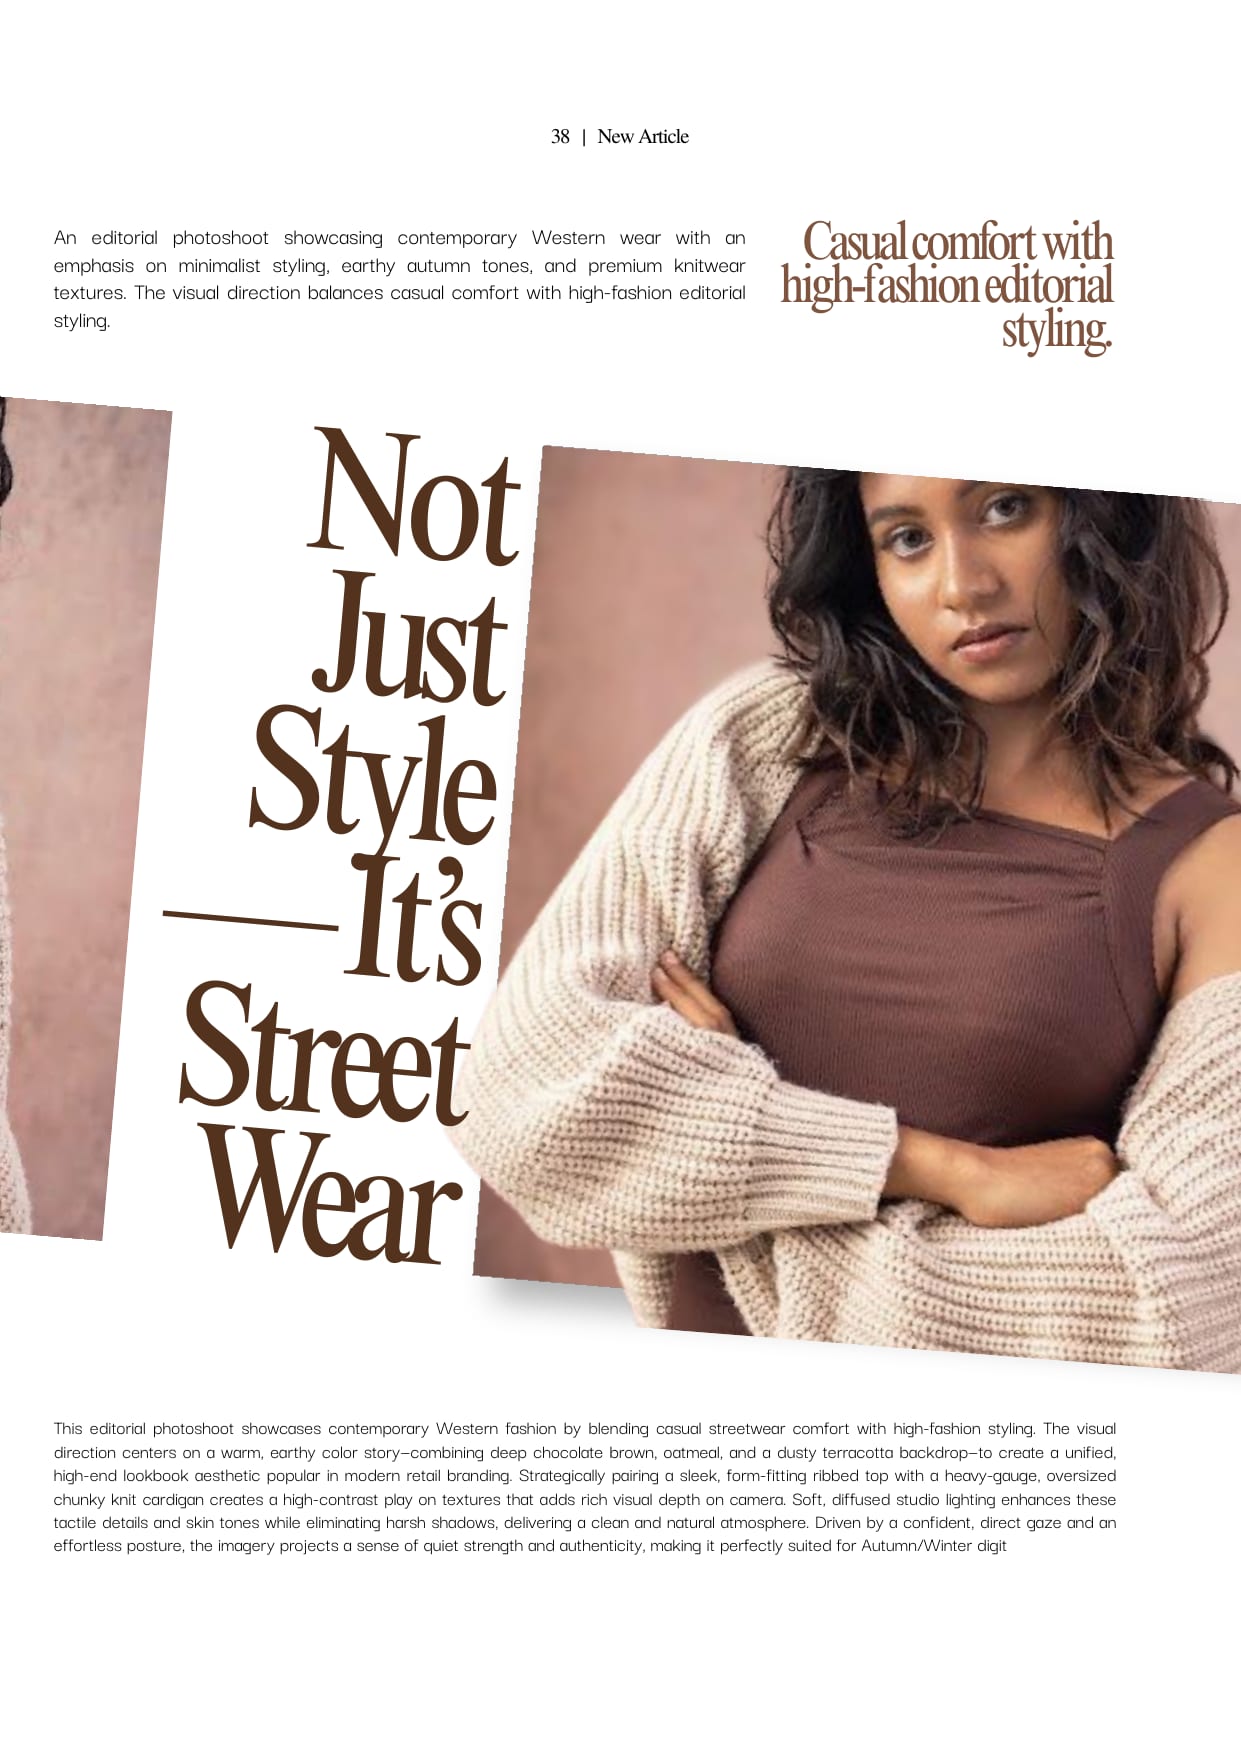 38 | New Article
An editorial photoshoot showcasing contemporary Western wear with an
emphasis on minimalist styling, earthy autumn tones, and premium knitwear
textures. The visual direction balances casual comfort with high-fashion editorial
styling.
Casual comfort with
high-fashion editorial
styling.
Not
Just
Style
It’s
Street
Wear
This editorial photoshoot showcases contemporary Western fashion by blending casual streetwear comfort with high-fashion styling. The visual
direction centers on a warm, earthy color story—combining deep chocolate brown, oatmeal, and a dusty terracotta backdrop—to create a unified,
high-end lookbook aesthetic popular in modern retail branding. Strategically pairing a sleek, form-fitting ribbed top with a heavy-gauge, oversized
chunky knit cardigan creates a high-contrast play on textures that adds rich visual depth on camera. Soft, diffused studio lighting enhances these
tactile details and skin tones while eliminating harsh shadows, delivering a clean and natural atmosphere. Driven by a confident, direct gaze and an
effortless posture, the imagery projects a sense of quiet strength and authenticity, making it perfectly suited for Autumn/Winter digit